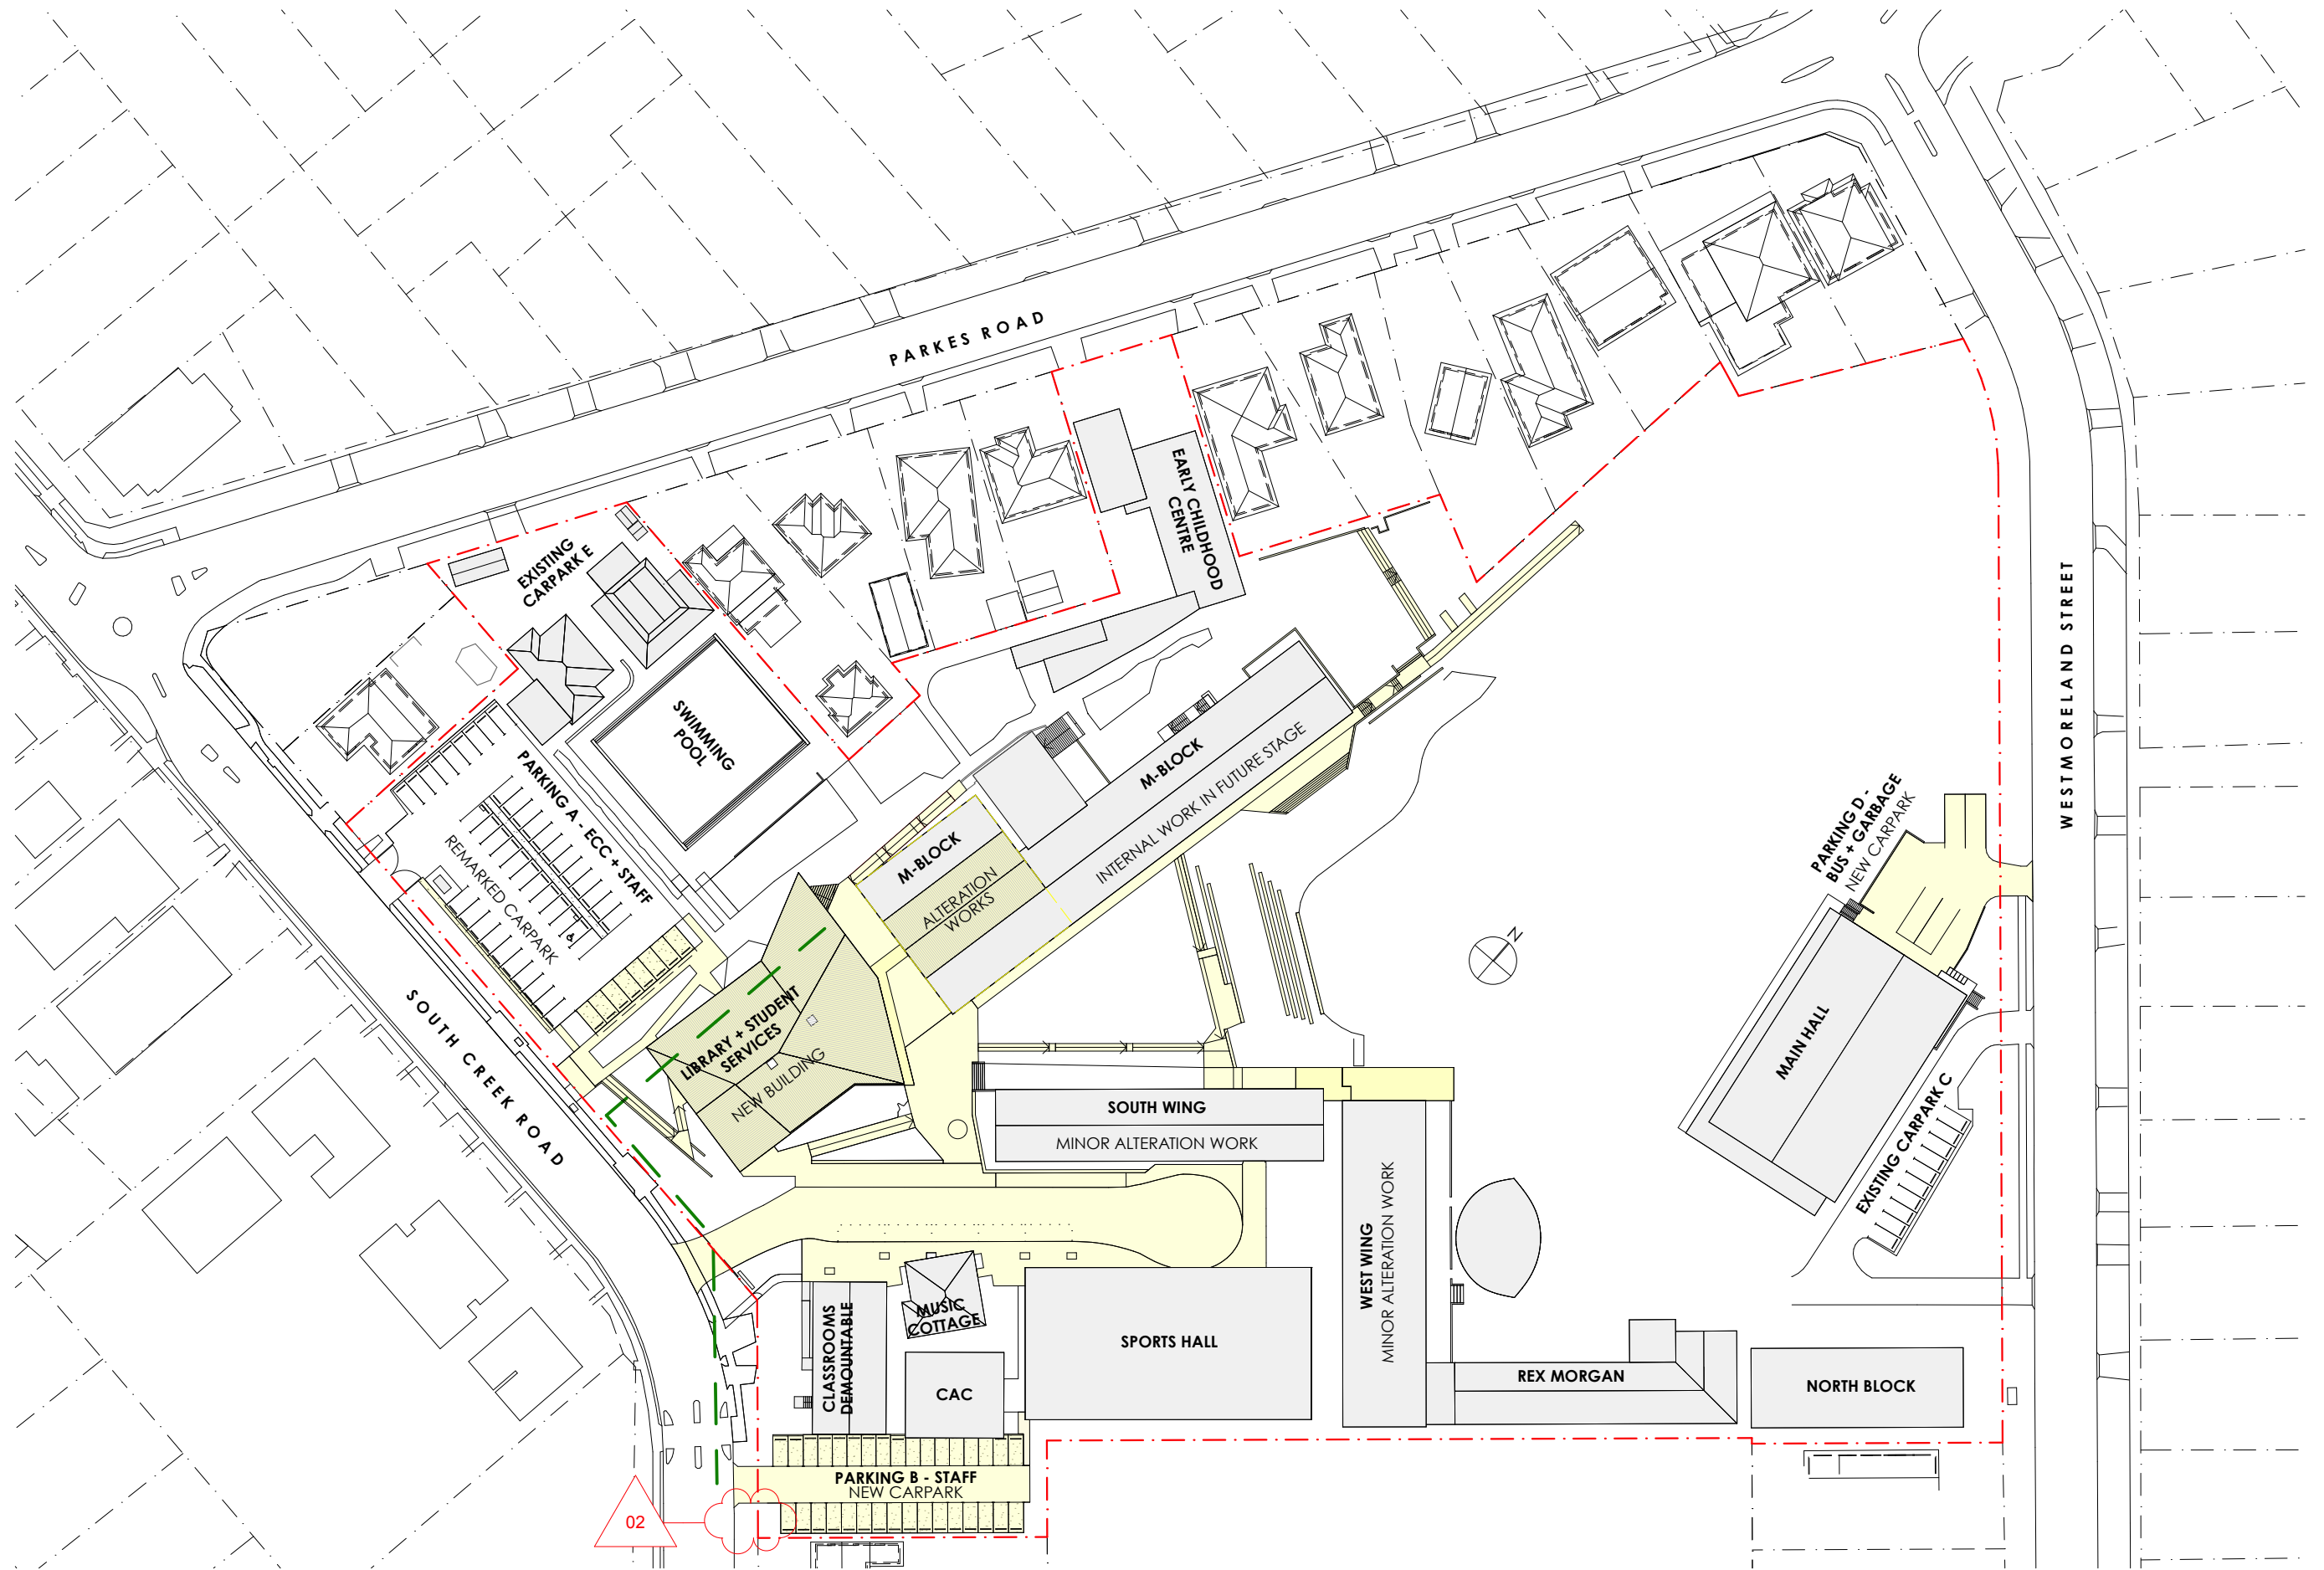 PARKES ROAD
EARLY CHILDHOOD
CENTRE
EXISTING
CARPARK E
WESTMORELAND STREET
SWIMMING
POOL
M-BLOCK
INTERNAL WORK IN FUTURE STAGE
PARKING A - ECC + STAFF
REMARKED CARPARK
PARKING D -
BUS + GARBAGE
NEW CARPARK
M-BLOCK
ALTERATION
WORKS
N
SOUTH CREEK ROAD
LIBRARY + STUDENT
SERVICES
NEW BUILDING
MAIN HALL
SOUTH WING
MINOR ALTERATION WORK
EXISTING CARPARK C
WEST WING
MINOR ALTERATION WORK
MUSIC
COTTAGE
CLASSROOMS
DEMOUNTABLE
SPORTS HALL
CAC
REX MORGAN
NORTH BLOCK
PARKING B - STAFF
NEW CARPARK
02